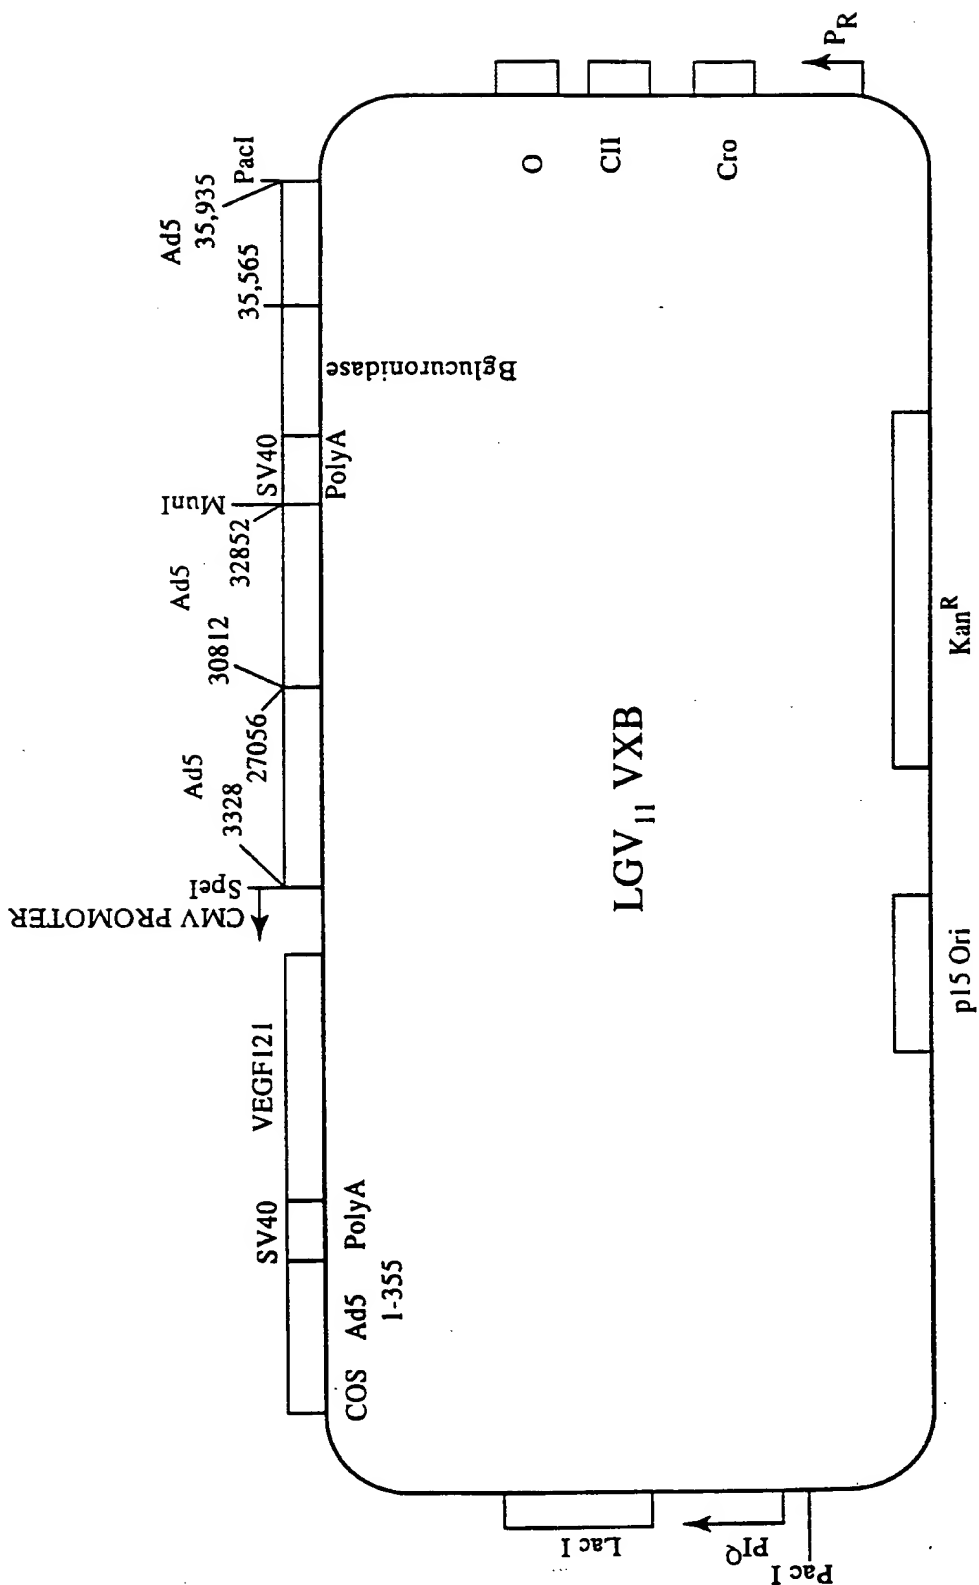 CMV PROMOTER
SpeI
Ad5
3328
27056
Ad5
30812
32852
MunI
SV40
PolyA
Bglucuronidase
35,565
Ad5
35,935
PacI
COS
Ad5
1-355
SV40
PolyA
VEGF121
LGV11 VXB
O
CII
Cro
PR
Lac I
PIQ
Pac I
p15 Ori
KanR